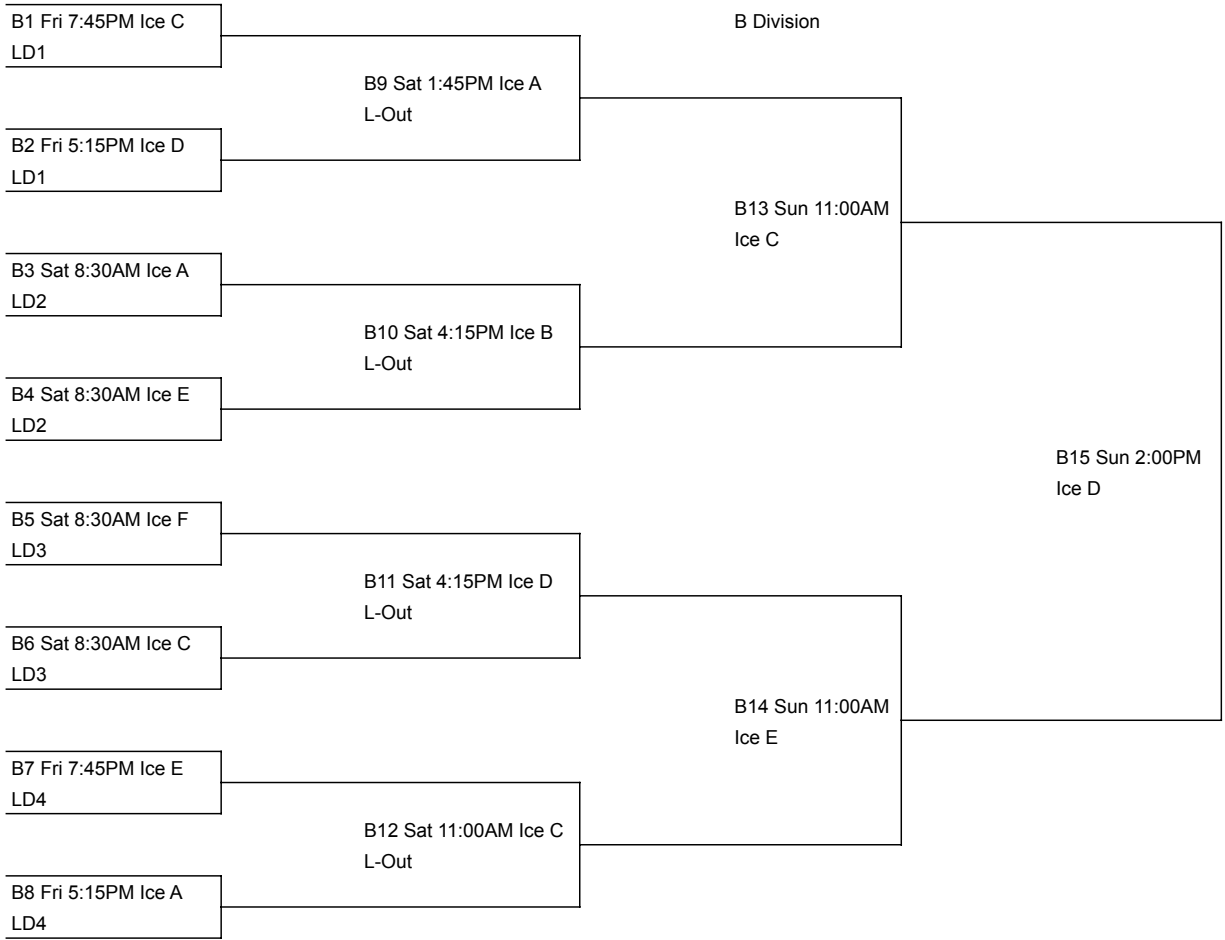 B1 Fri 7:45PM Ice C
LD1
B Division
B9 Sat 1:45PM Ice A
L-Out
B2 Fri 5:15PM Ice D
LD1
B13 Sun 11:00AM
Ice C
B3 Sat 8:30AM Ice A
LD2
B10 Sat 4:15PM Ice B
L-Out
B4 Sat 8:30AM Ice E
LD2
B15 Sun 2:00PM
Ice D
B5 Sat 8:30AM Ice F
LD3
B11 Sat 4:15PM Ice D
L-Out
B6 Sat 8:30AM Ice C
LD3
B14 Sun 11:00AM
Ice E
B7 Fri 7:45PM Ice E
LD4
B12 Sat 11:00AM Ice C
L-Out
B8 Fri 5:15PM Ice A
LD4